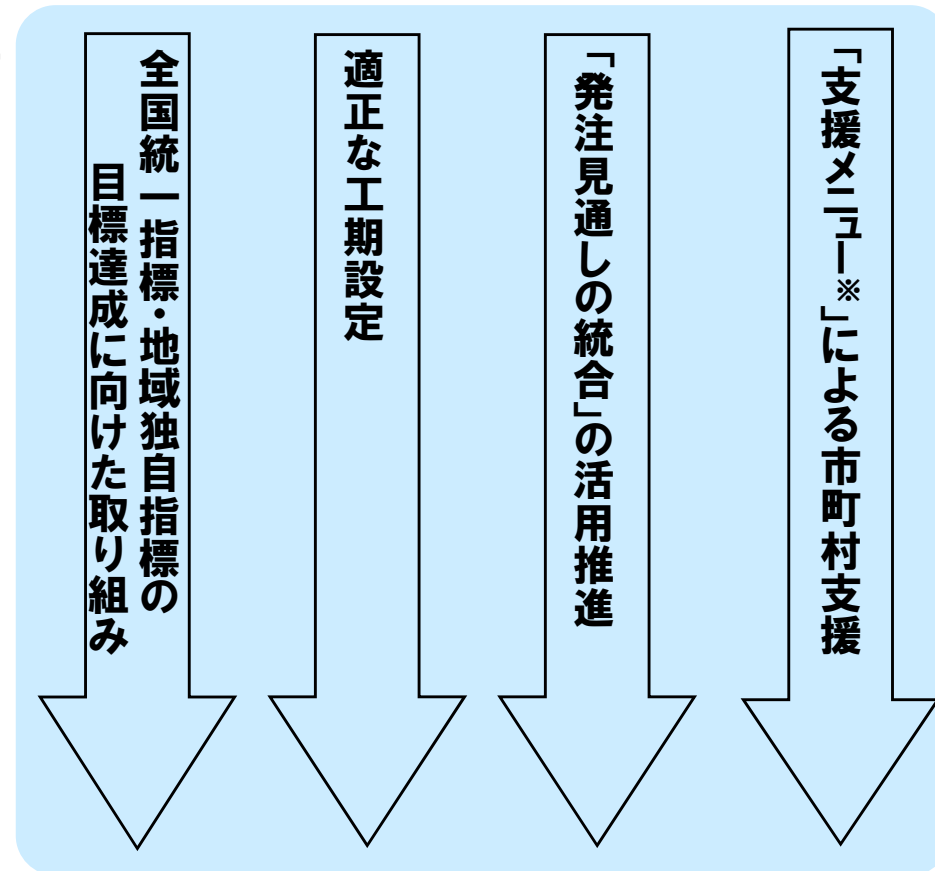 「支援メニュー※」による市町村支援
「発注見通しの統合」の活用推進
適正な工期設定
全国統一指標・地域独自指標の
目標達成に向けた取り組み